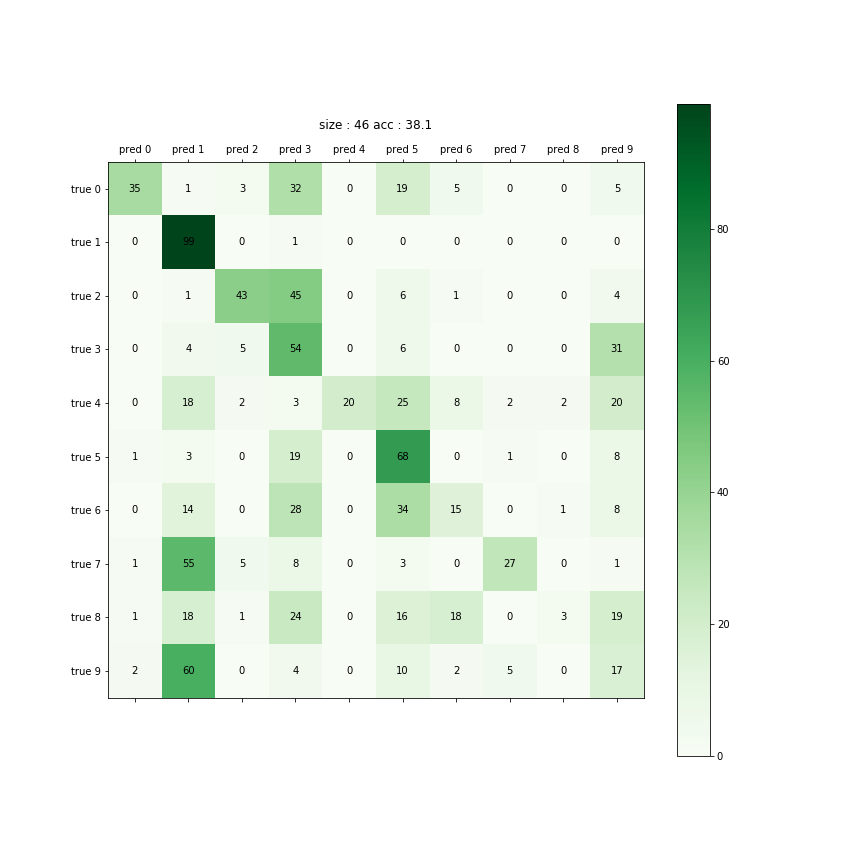 size : 46 acc : 38.1
pred 0 pred 1 pred 2 pred 3 pred 4 pred 5 pred 6 pred 7 pred 8 pred 9
true 0 35 1 3 32 0 19 5 0 0 5
true 1 0 99 0 1 0 0 0 0 0 0
true 2 0 1 43 45 0 6 1 0 0 4
true 3 0 4 5 54 0 6 0 0 0 31
true 4 0 18 2 3 20 25 8 2 2 20
true 5 1 3 0 19 0 68 0 1 0 8
true 6 0 14 0 28 0 34 15 0 1 8
true 7 1 55 5 8 0 3 0 27 0 1
true 8 1 18 1 24 0 16 18 0 3 19
true 9 2 60 0 4 0 10 2 5 0 17
80
60
40
20
0